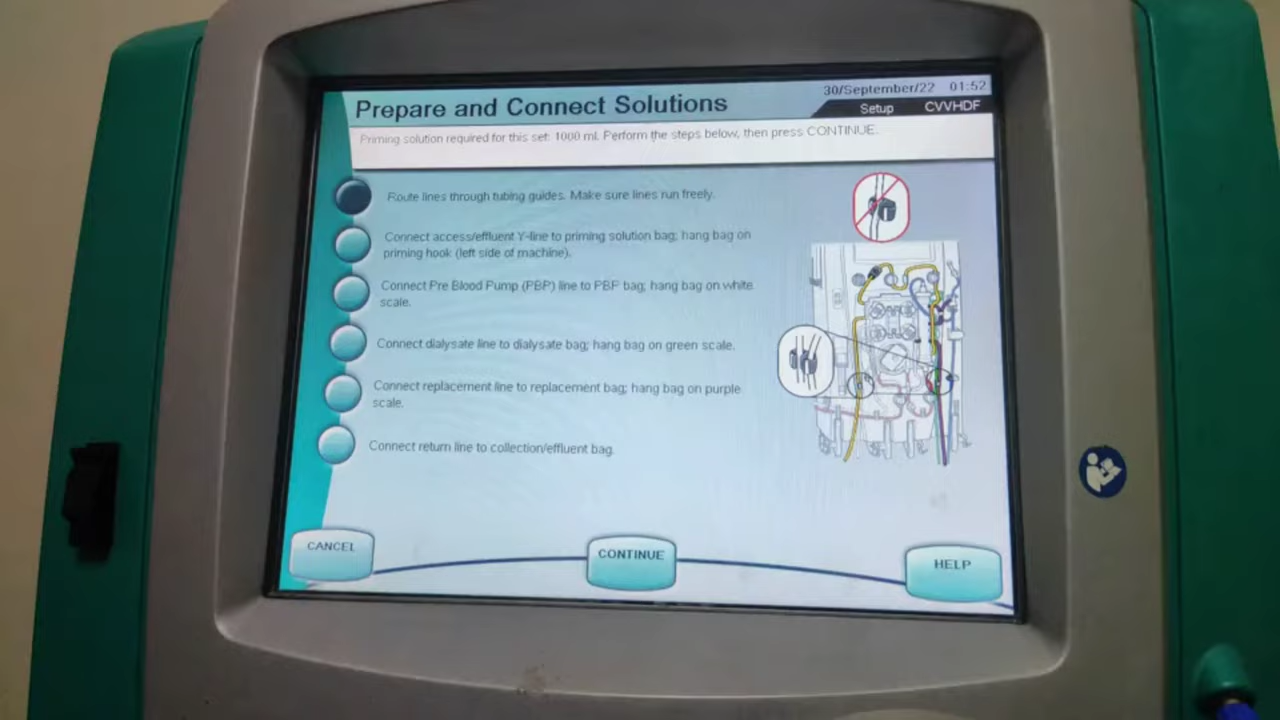 30/September/22 01:52
Prepare and Connect Solutions
Setup CVVHDF
Priming solution required for this set: 1000 ml. Perform the steps below, then press CONTINUE.
Route lines through tubing guides. Make sure lines run freely.
Connect access/effluent Y-line to priming solution bag; hang bag on
priming hook (left side of machine).
Connect Pre Blood Pump (PBP) line to PBP bag; hang bag on white
scale.
Connect dialysate line to dialysate bag; hang bag on green scale.
Connect replacement line to replacement bag; hang bag on purple
scale.
Connect return line to collection/effluent bag.
CANCEL
CONTINUE
HELP